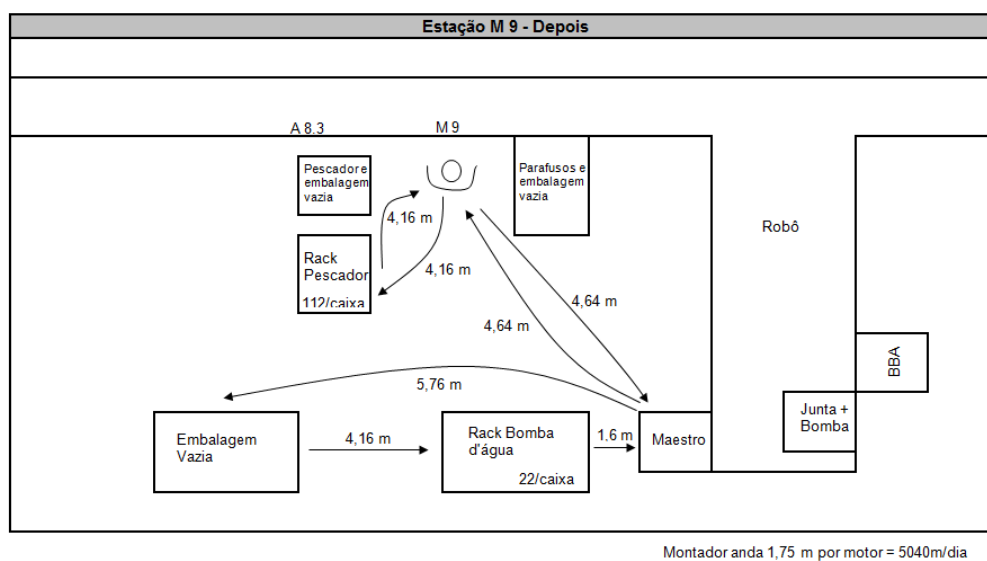 Estação M 9 - Depois
A 8.3
M 9
Pescador e
embalagem
vazia
Parafusos e
embalagem
vazia
4,16 m
Robô
Rack
Pescador
112/caixa
4,16 m
4,64 m
4,64 m
BBA
5,76 m
Junta +
Bomba
Embalagem
Vazia
4,16 m
Rack Bomba
d'água
22/caixa
1,6 m
Maestro
Montador anda 1,75 m por motor = 5040m/dia